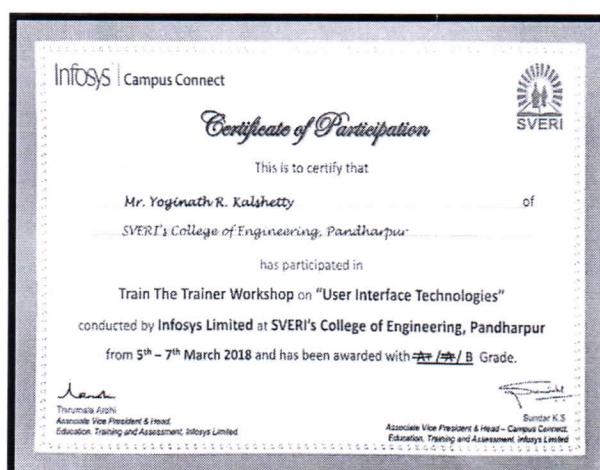 Infosys | Campus Connect
SVERI
Certificate of Participation
This is to certify that
Mr. Yoginath R. Kalshetty of
SVERI's College of Engineering, Pandharpur
has participated in
Train The Trainer Workshop on "User Interface Technologies"
conducted by Infosys Limited at SVERI's College of Engineering, Pandharpur
from 5th – 7th March 2018 and has been awarded with A+ / A / B Grade.
Thirumala Arohi
Associate Vice President & Head,
Education, Training and Assessment, Infosys Limited
Sundar K.S
Associate Vice President & Head – Campus Connect,
Education, Training and Assessment, Infosys Limited